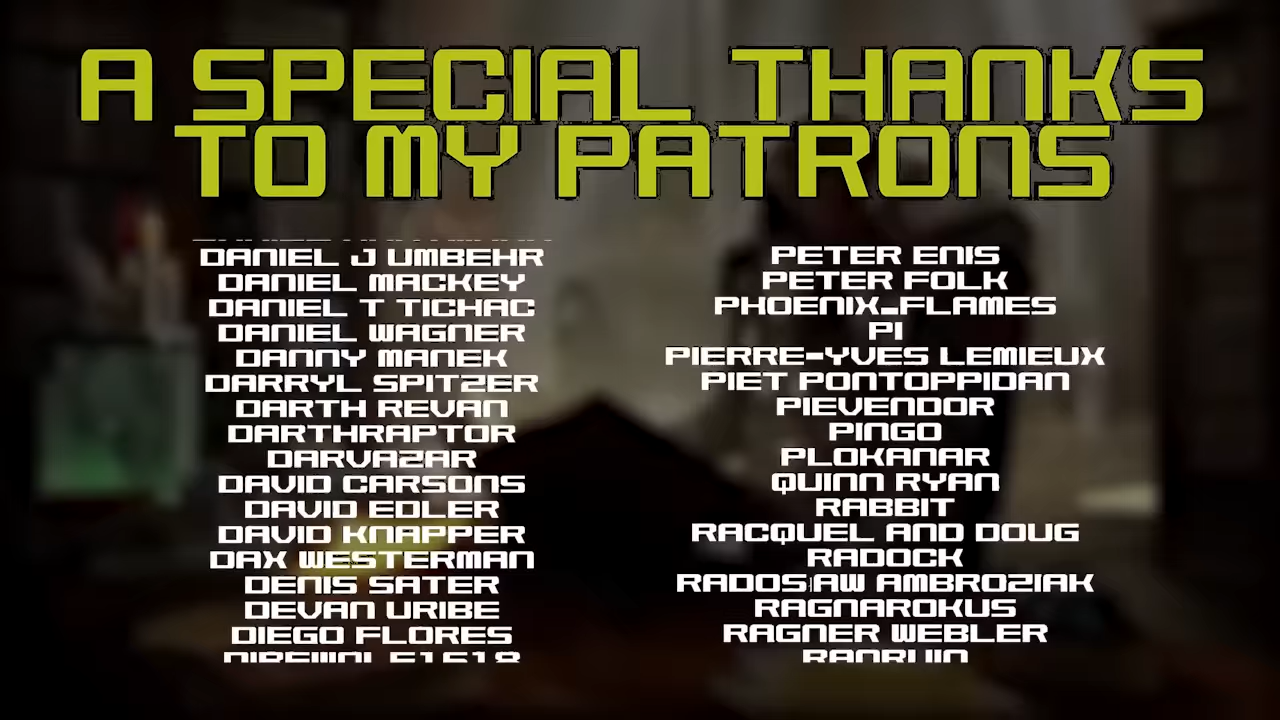 A SPECIAL THANKS
TO MY PATRONS
DANIEL J UMBEHR
DANIEL MACKEY
DANIEL T TICHAC
DANIEL WAGNER
DANNY MANEK
DARRYL SPITZER
DARTH REVAN
DARTHRAPTOR
DARVAZAR
DAVID CARSONS
DAVID EDLER
DAVID KNAPPER
DAX WESTERMAN
DENIS SATER
DEVAN URIBE
DIEGO FLORES
PETER ENIS
PETER FOLK
PHOENIX_FLAMES
PI
PIERRE-YVES LEMIEUX
PIET PONTOPPIDAN
PIEVENDOR
PINGO
PLOKANAR
QUINN RYAN
RABBIT
RACQUEL AND DOUG
RADOCK
RADOSŁAW AMBROZIAK
RAGNAROKUS
RAGNER WEBLER